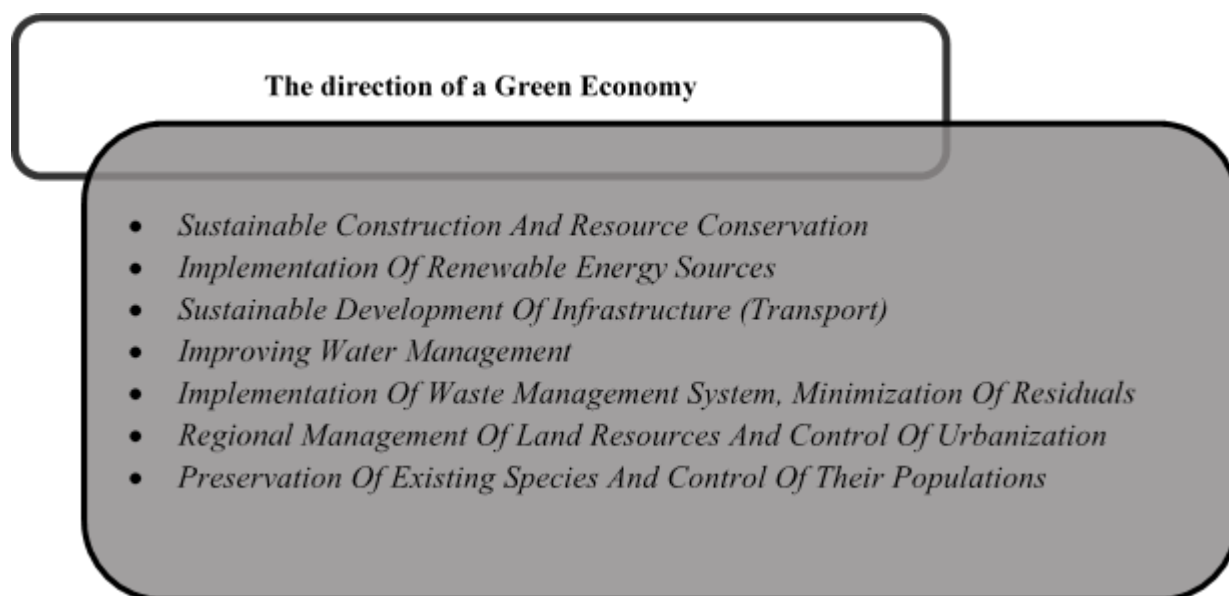 The direction of a Green Economy
• Sustainable Construction And Resource Conservation
• Implementation Of Renewable Energy Sources
• Sustainable Development Of Infrastructure (Transport)
• Improving Water Management
• Implementation Of Waste Management System, Minimization Of Residuals
• Regional Management Of Land Resources And Control Of Urbanization
• Preservation Of Existing Species And Control Of Their Populations